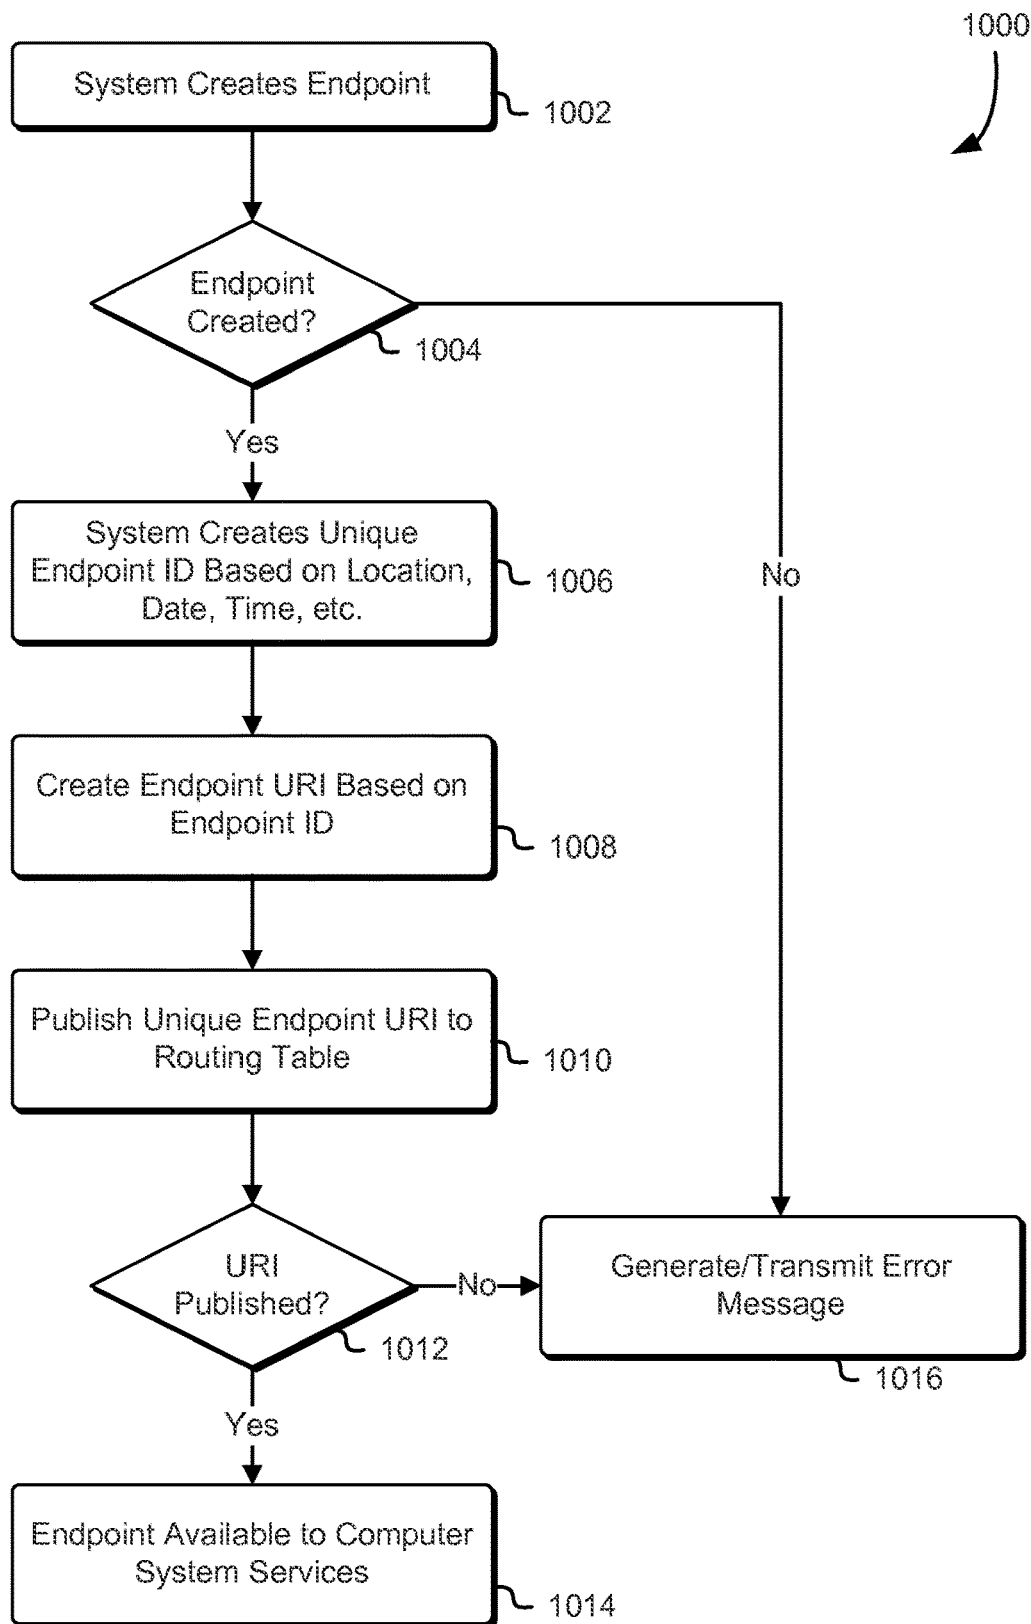 1000
System Creates Endpoint
1002
Endpoint
Created?
1004
Yes
No
System Creates Unique
Endpoint ID Based on Location,
Date, Time, etc.
1006
Create Endpoint URI Based on
Endpoint ID
1008
Publish Unique Endpoint URI to
Routing Table
1010
URI
Published?
1012
No
Generate/Transmit Error
Message
1016
Yes
Endpoint Available to Computer
System Services
1014